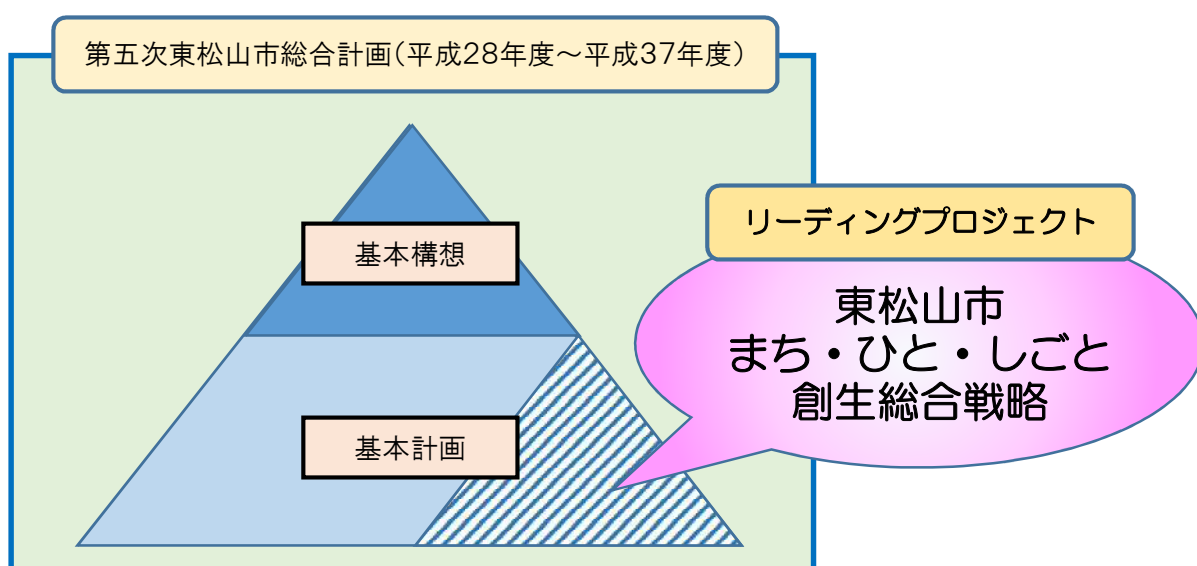 第五次東松山市総合計画(平成28年度～平成37年度)
リーディングプロジェクト
基本構想
東松山市
まち・ひと・しごと
創生総合戦略
基本計画